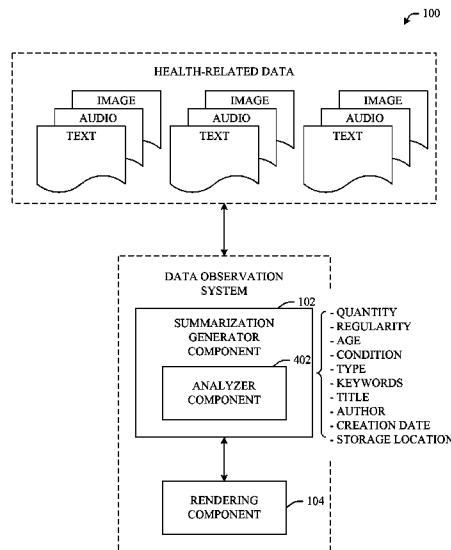 100
HEALTH-RELATED DATA
IMAGE
AUDIO
TEXT
IMAGE
AUDIO
TEXT
IMAGE
AUDIO
TEXT
DATA OBSERVATION
SYSTEM
102
SUMMARIZATION
GENERATOR
COMPONENT
402
ANALYZER
COMPONENT
- QUANTITY
- REGULARITY
- AGE
- CONDITION
- TYPE
- KEYWORDS
- TITLE
- AUTHOR
- CREATION DATE
- STORAGE LOCATION
RENDERING
COMPONENT
104